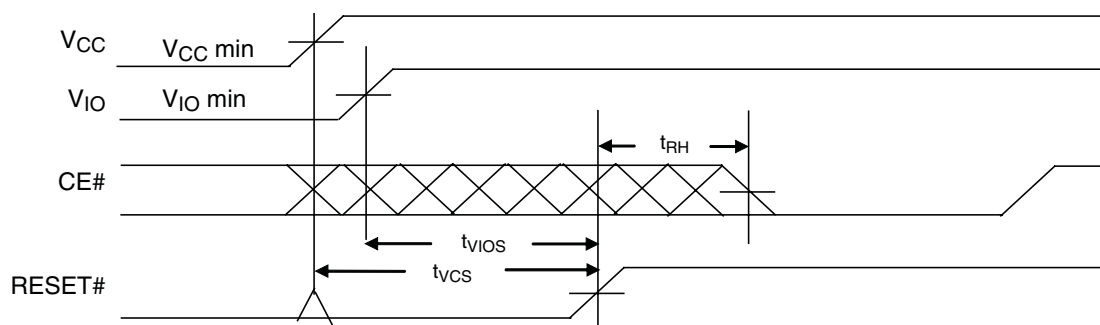 VCC VCC min
VIO VIO min
tRH
CE#
tVIOS
tVCS
RESET#